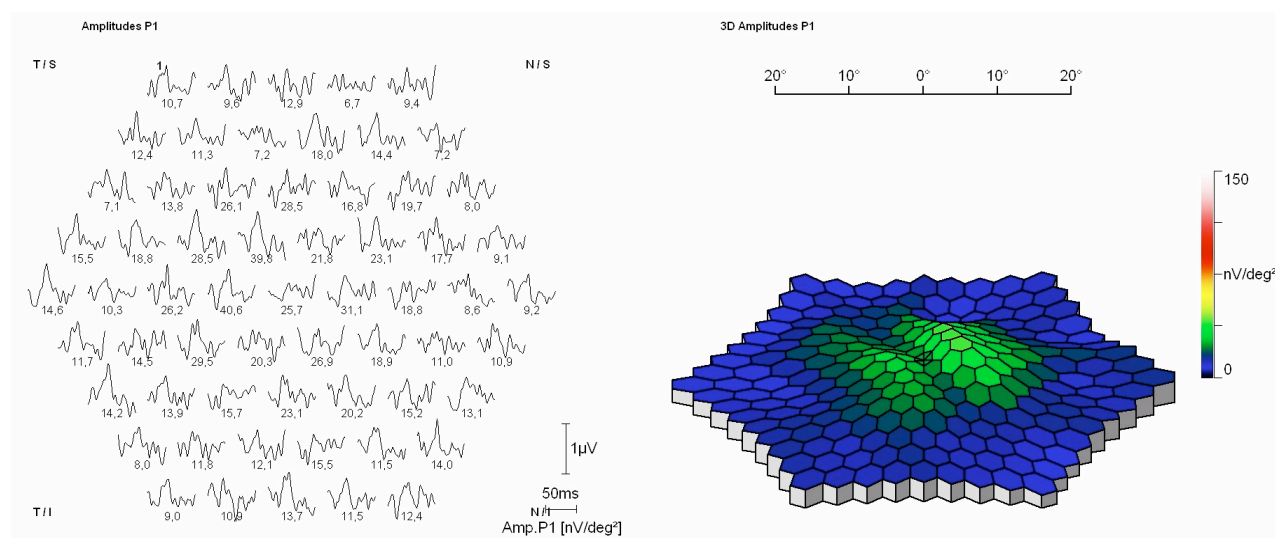 Amplitudes P1
3D Amplitudes P1
T / S
1
N / S
10,7 9,6 12,9 6,7 9,4
12,4 11,3 7,2 18,0 14,4 7,2
7,1 13,8 26,1 28,5 16,8 19,7 8,0
15,5 18,8 28,5 39,8 21,8 23,1 17,7 9,1
14,6 10,3 26,2 40,6 25,7 31,1 18,8 8,6 9,2
11,7 14,5 29,5 20,3 26,9 18,9 11,0 10,9
14,2 13,9 15,7 23,1 20,2 15,2 13,1
8,0 11,8 12,1 15,5 11,5 14,0
9,0 10,9 13,7 11,5 12,4
1µV
50ms
T / I
N / I
Amp.P1 [nV/deg²]
20° 10° 0° 10° 20°
150
nV/deg²
0